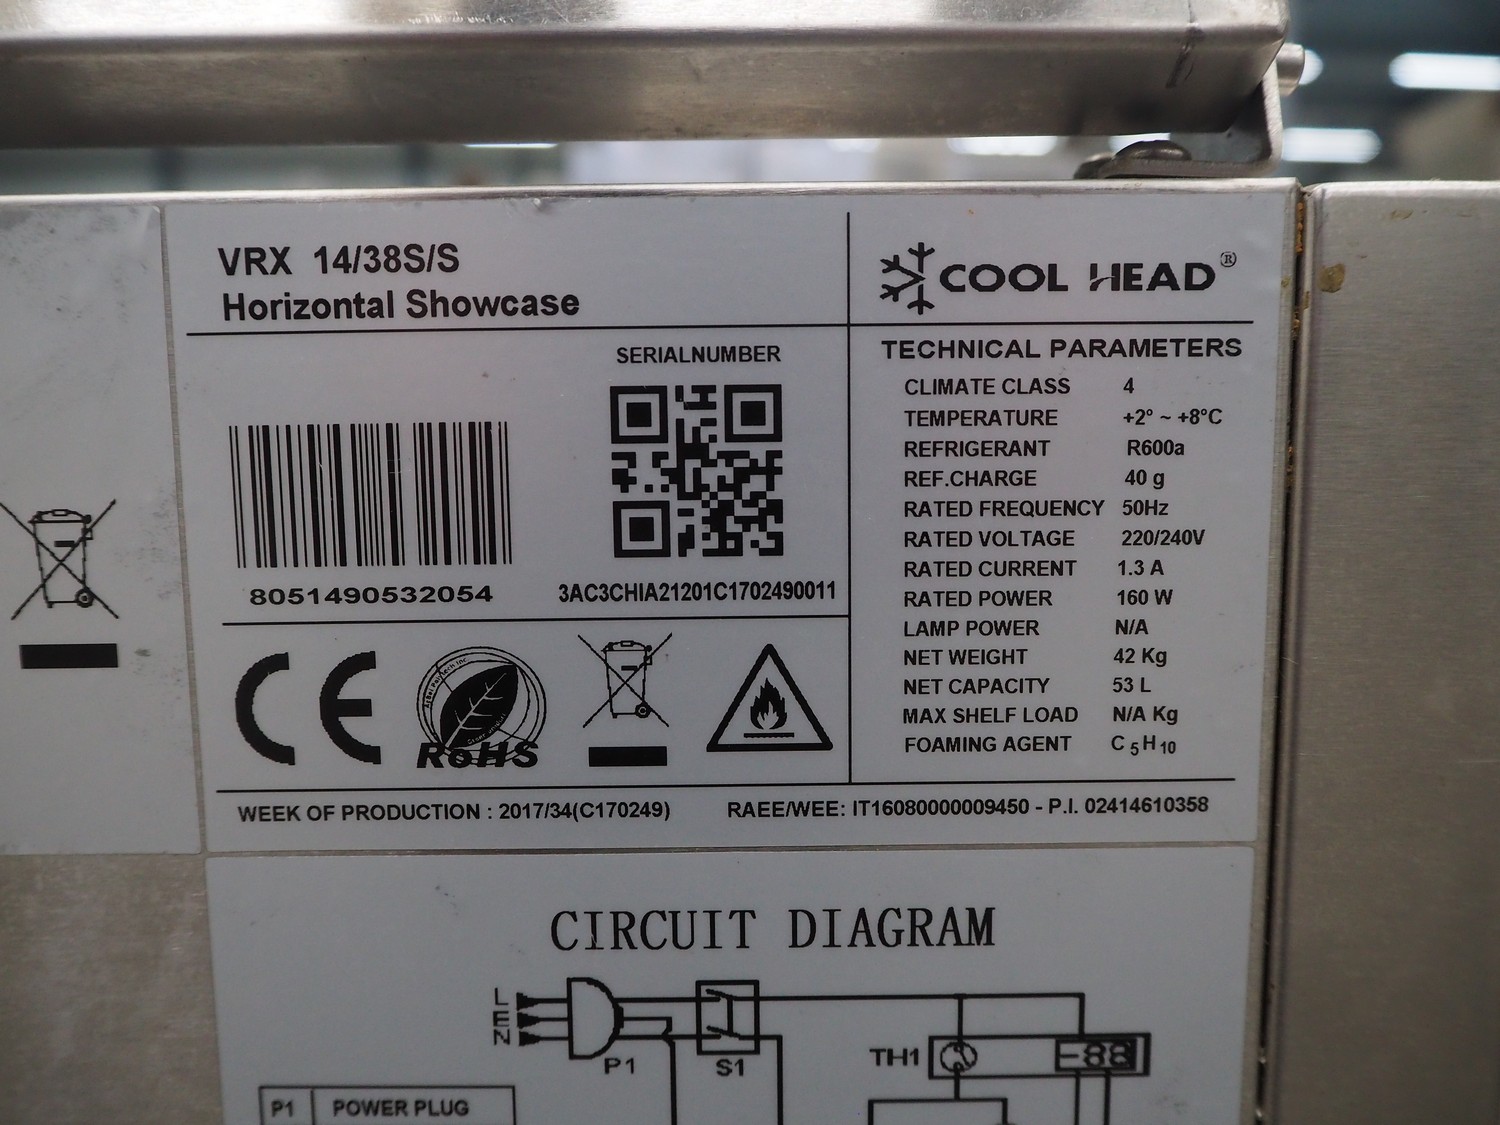 VRX 14/38S/S
Horizontal Showcase
COOL HEAD®
SERIALNUMBER
8051490532054
3AC3CHIA21201C1702490011
TECHNICAL PARAMETERS
CLIMATE CLASS 4
TEMPERATURE +2° ~ +8°C
REFRIGERANT R600a
REF.CHARGE 40 g
RATED FREQUENCY 50Hz
RATED VOLTAGE 220/240V
RATED CURRENT 1.3 A
RATED POWER 160 W
LAMP POWER N/A
NET WEIGHT 42 Kg
NET CAPACITY 53 L
MAX SHELF LOAD N/A Kg
FOAMING AGENT C5H10
CE
RoHS
WEEK OF PRODUCTION : 2017/34(C170249)
RAEE/WEE: IT16080000009450 - P.I. 02414610358
CIRCUIT DIAGRAM
L
E
N
P1
S1
TH1
-88
P1 POWER PLUG